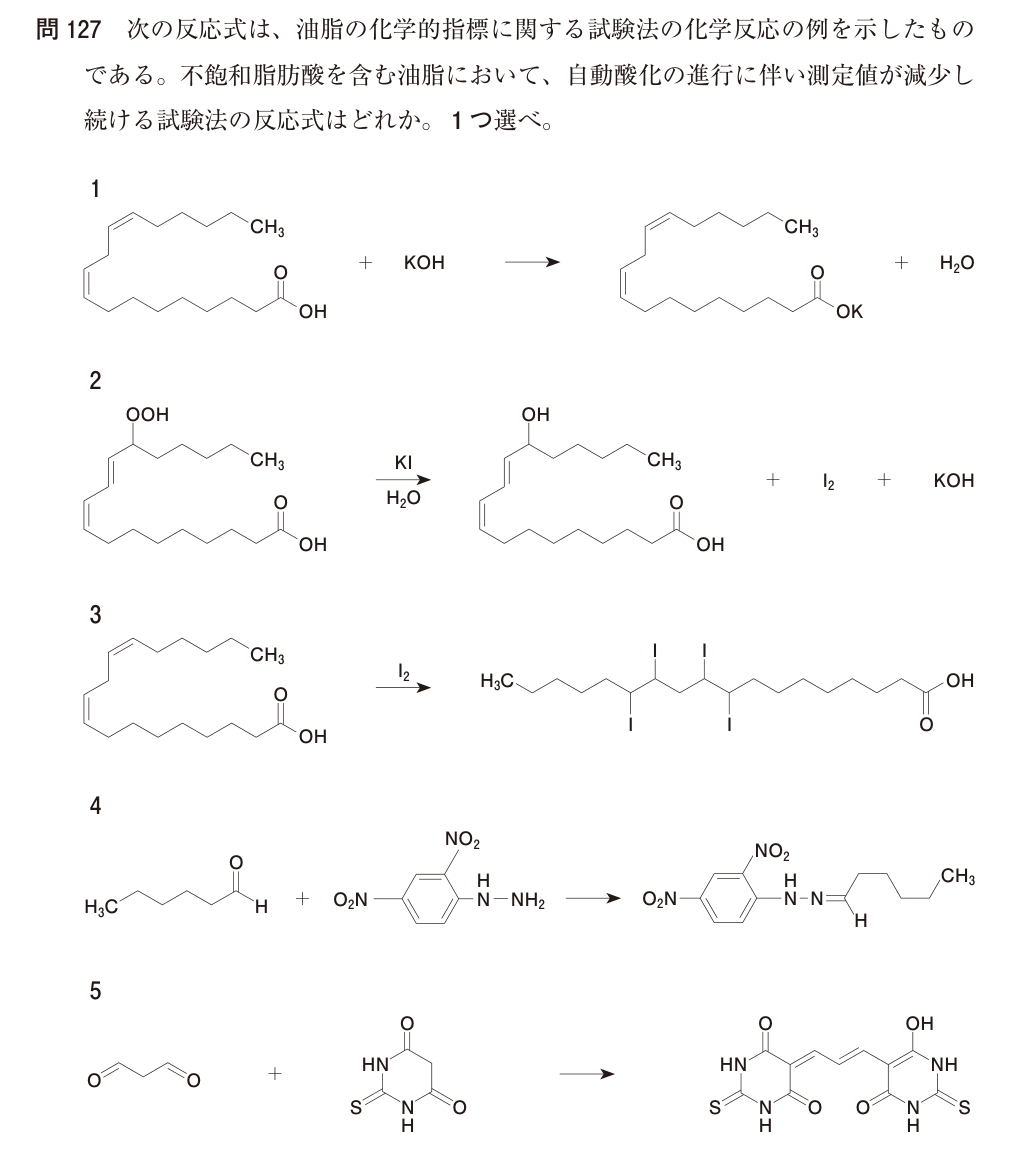 問127 次の反応式は、油脂の化学的指標に関する試験法の化学反応の例を示したもの
である。不飽和脂肪酸を含む油脂において、自動酸化の進行に伴い測定値が減少し
続ける試験法の反応式はどれか。1つ選べ。
1
CH₃
O
OH
+ KOH
CH₃
O
OK
+ H₂O
2
OOH
CH₃
O
OH
KI
H₂O
OH
CH₃
O
OH
+ I₂ + KOH
3
CH₃
O
OH
I₂
I I
H₃C
OH
O
I I
4
O
H₃C H
+
NO₂
O₂N
H
N NH₂
NO₂
O₂N
H
N N
CH₃
H
5
O O
+
O
HN
S N O
H
O OH
HN NH
S N O O N S
H H